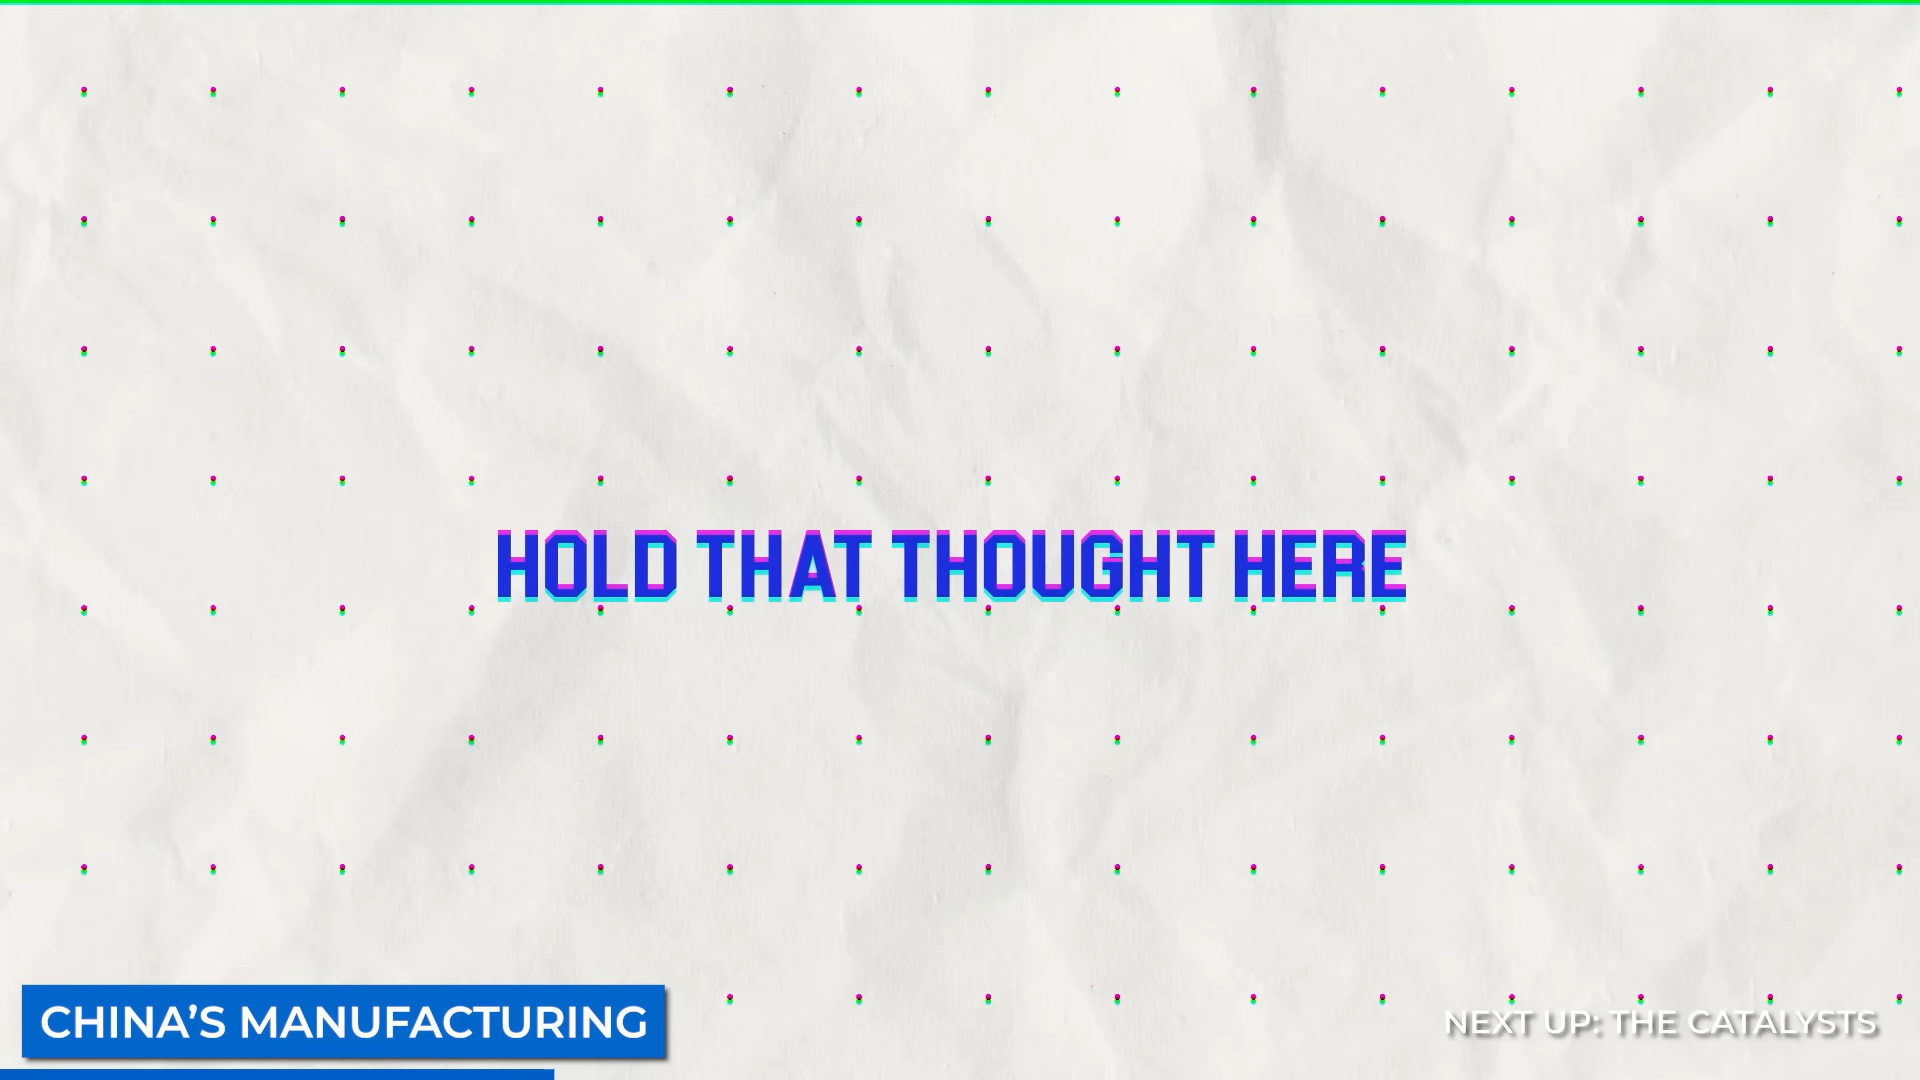 HOLD THAT THOUGHT HERE
CHINA’S MANUFACTURING
NEXT UP: THE CATALYSTS